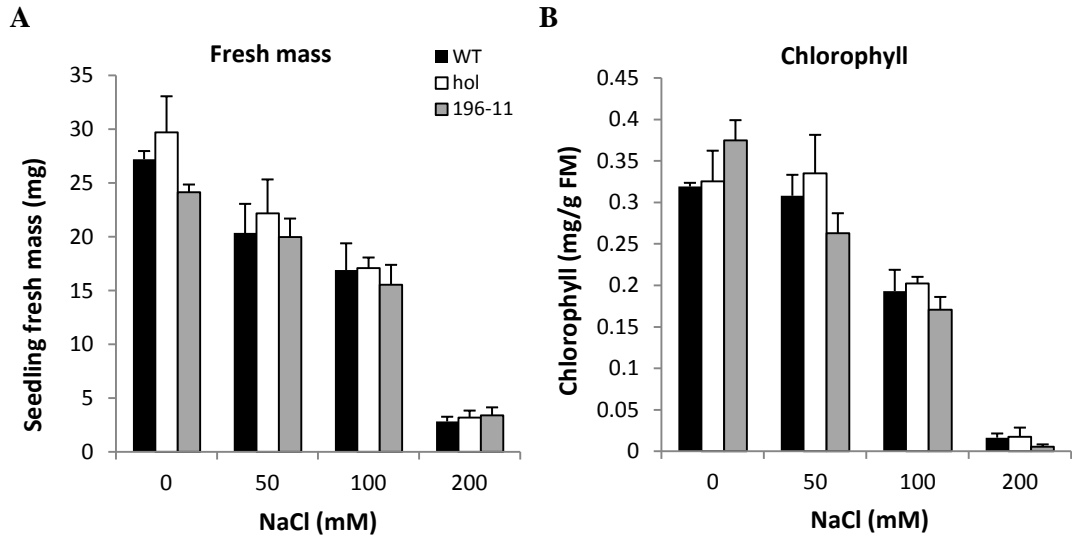 A
Fresh mass
WT
hol
196-11
35
30
25
20
15
10
5
0
Seedling fresh mass (mg)
0 50 100 200
NaCl (mM)
B
Chlorophyll
0.45
0.4
0.35
0.3
0.25
0.2
0.15
0.1
0.05
0
Chlorophyll (mg/g FM)
0 50 100 200
NaCl (mM)